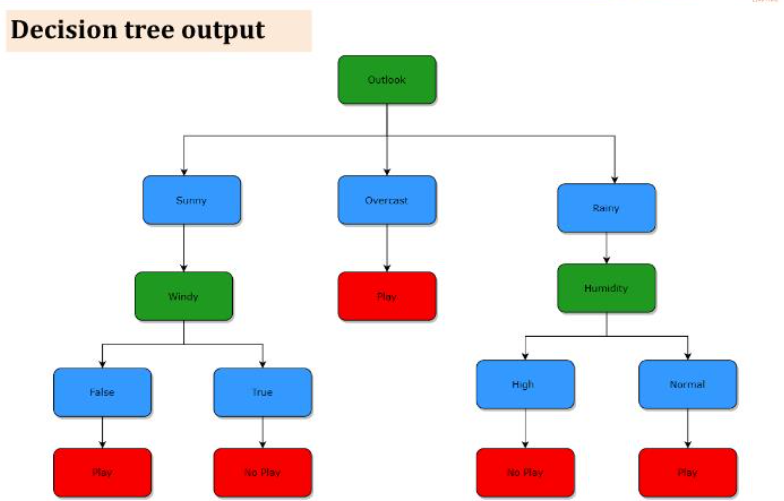 Decision tree output
Outlook
Sunny
Overcast
Rainy
Windy
Play
Humidity
False
True
High
Normal
Play
No Play
No Play
Play